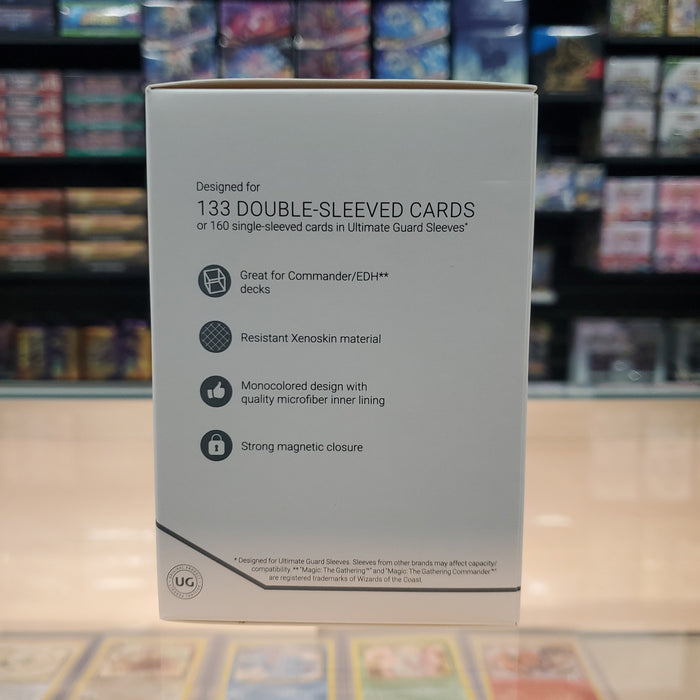 Designed for
133 DOUBLE-SLEEVED CARDS
or 160 single-sleeved cards in Ultimate Guard Sleeves*
Great for Commander/EDH**
decks
Resistant Xenoskin material
Monocolored design with
quality microfiber inner lining
Strong magnetic closure
* Designed for Ultimate Guard Sleeves. Sleeves from other brands may affect capacity/
compatibility. ** "Magic: The Gathering™" and "Magic: The Gathering Commander™"
are registered trademarks of Wizards of the Coast.
UG